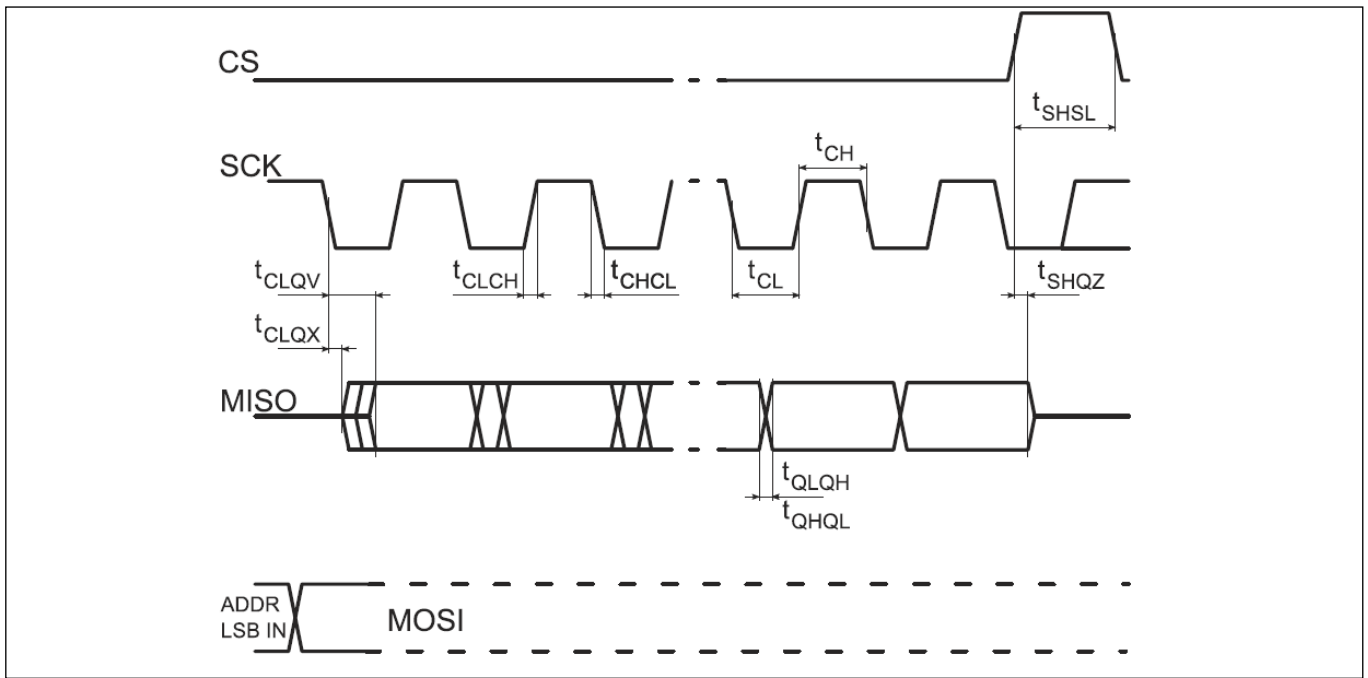 CS
tSHSL
SCK
tCH
tCLQV
tCLCH
tCHCL
tCL
tSHQZ
tCLQX
MISO
tQLQH
tQHQL
ADDR
LSB IN
MOSI